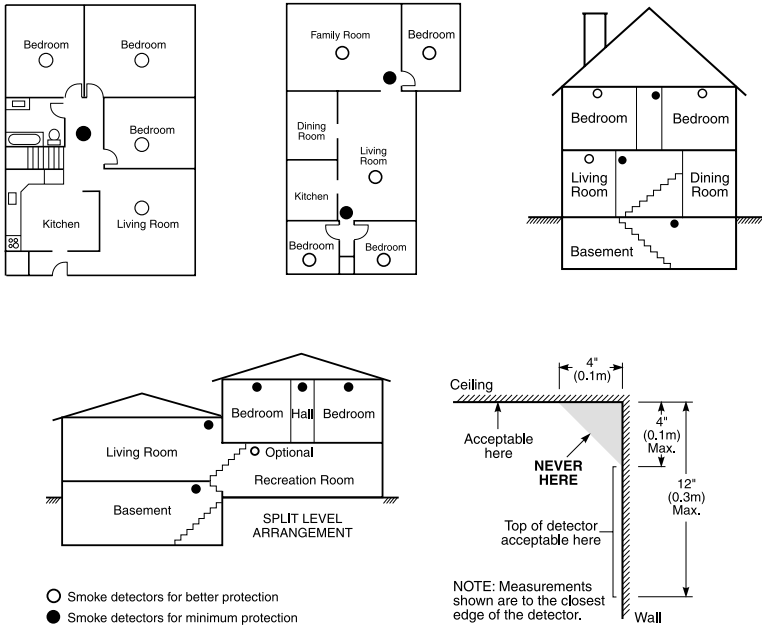 Bedroom
Bedroom
Bedroom
Kitchen
Living Room
Family Room
Bedroom
Dining
Room
Living
Room
Kitchen
Bedroom
Bedroom
Bedroom
Bedroom
Living
Room
Dining
Room
Basement
Bedroom
Hall
Bedroom
Living Room
Optional
Recreation Room
Basement
SPLIT LEVEL
ARRANGEMENT
Smoke detectors for better protection
Smoke detectors for minimum protection
4"
(0.1m)
Ceiling
Acceptable
here
NEVER
HERE
4"
(0.1m)
Max.
12"
(0.3m)
Max.
Top of detector
acceptable here
NOTE: Measurements
shown are to the closest
edge of the detector.
Wall